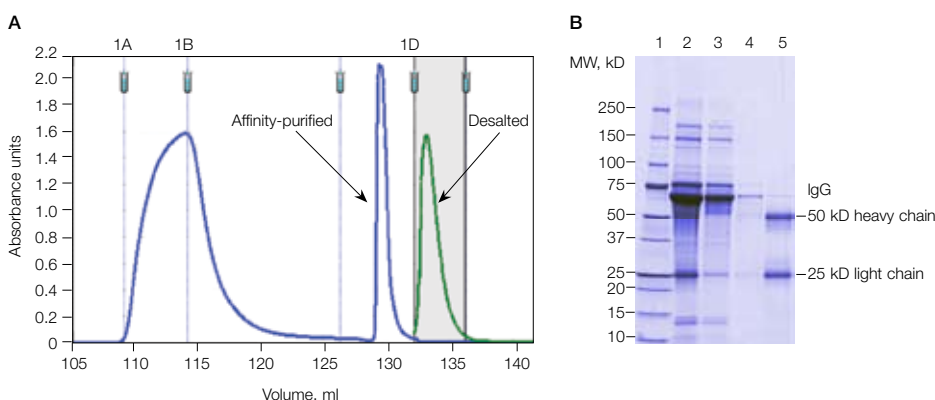 A
1A 1B 1D
2.2
2.0
1.8
1.6
1.4
1.2
1.0
0.8
0.6
0.4
0.2
0
Absorbance units
Affinity-purified
Desalted
105 110 115 120 125 130 135 140
Volume, ml
B
1 2 3 4 5
MW, kD
250
150
100
75
50
37
25
20
15
10
IgG
50 kD heavy chain
25 kD light chain